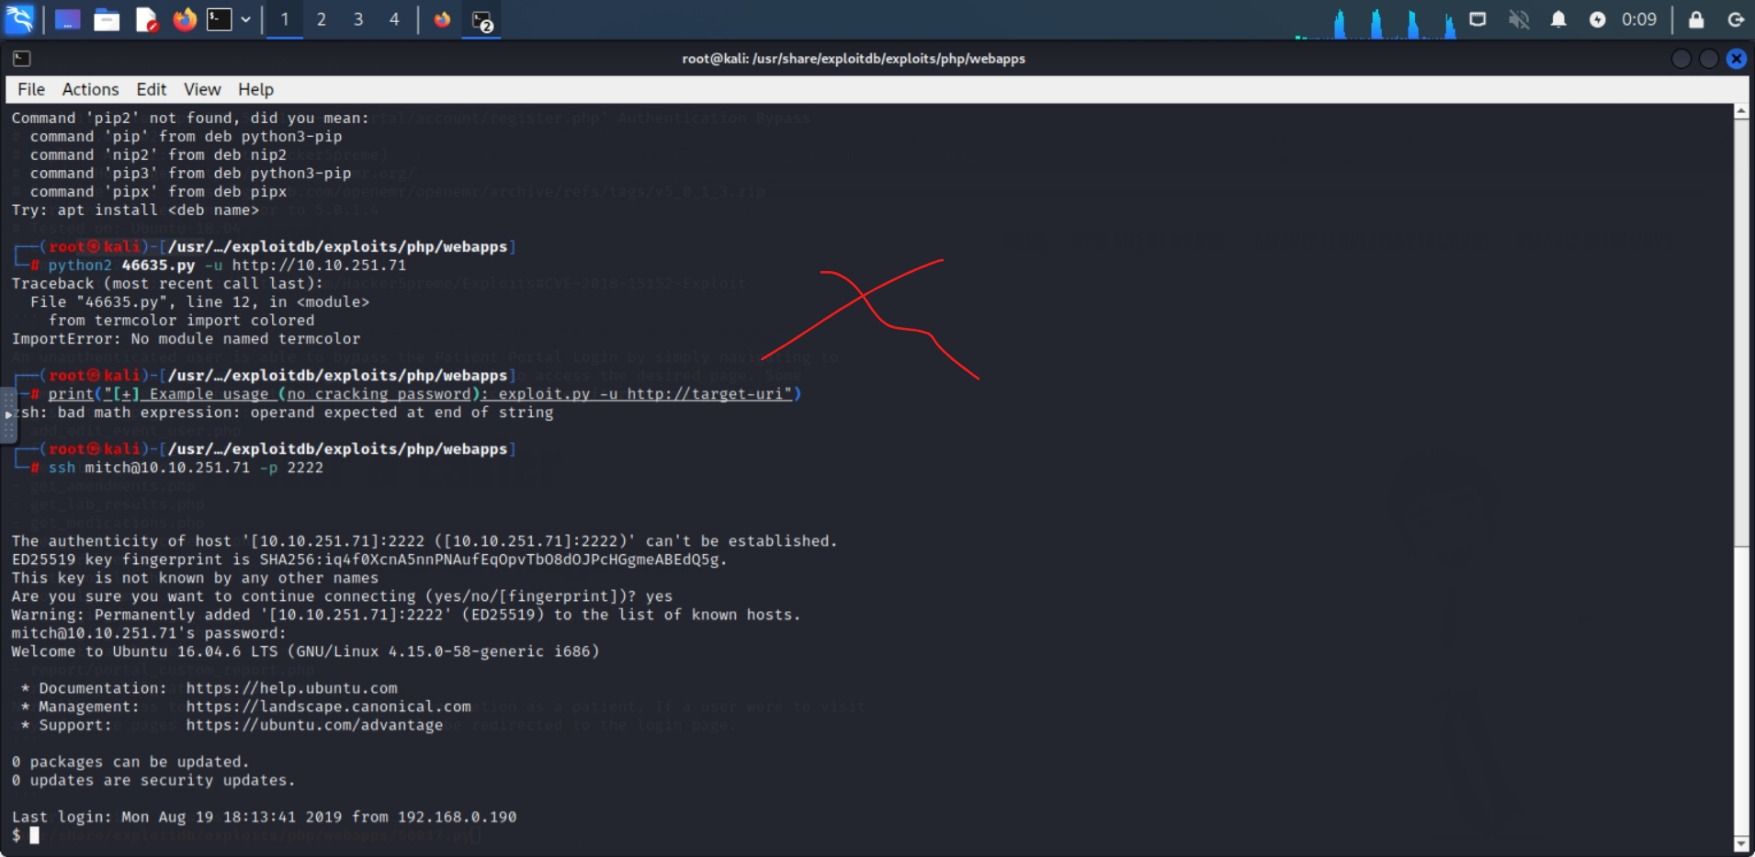 1 2 3 4 2 0:09
root@kali: /usr/share/exploitdb/exploits/php/webapps
File Actions Edit View Help
Command 'pip2' not found, did you mean:
command 'pip' from deb python3-pip
command 'nip2' from deb nip2
command 'pip3' from deb python3-pip
command 'pipx' from deb pipx
Try: apt install <deb name>
┌──(root㉿kali)-[/usr/…/exploitdb/exploits/php/webapps]
└─# python2 46635.py -u http://10.10.251.71
Traceback (most recent call last):
File "46635.py", line 12, in <module>
from termcolor import colored
ImportError: No module named termcolor
┌──(root㉿kali)-[/usr/…/exploitdb/exploits/php/webapps]
└─# print("[+] Example usage (no cracking password): exploit.py -u http://target-uri")
zsh: bad math expression: operand expected at end of string
┌──(root㉿kali)-[/usr/…/exploitdb/exploits/php/webapps]
└─# ssh mitch@10.10.251.71 -p 2222
The authenticity of host '[10.10.251.71]:2222 ([10.10.251.71]:2222)' can't be established.
ED25519 key fingerprint is SHA256:iq4f0XcnA5nnPNAufEqOpvTbO8dOJPcHGgmeABEdQ5g.
This key is not known by any other names
Are you sure you want to continue connecting (yes/no/[fingerprint])? yes
Warning: Permanently added '[10.10.251.71]:2222' (ED25519) to the list of known hosts.
mitch@10.10.251.71's password:
Welcome to Ubuntu 16.04.6 LTS (GNU/Linux 4.15.0-58-generic i686)
* Documentation: https://help.ubuntu.com
* Management: https://landscape.canonical.com
* Support: https://ubuntu.com/advantage
0 packages can be updated.
0 updates are security updates.
Last login: Mon Aug 19 18:13:41 2019 from 192.168.0.190
$